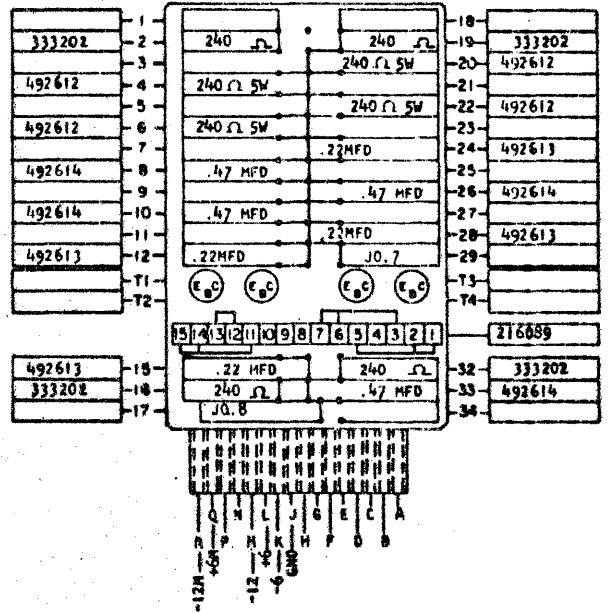 1 18
333202 2 240 Ω 240 Ω 19 333202
3 240 Ω 5W 20 492612
492612 4 240 Ω 5W 21
5 240 Ω 5W 22 492612
492612 6 240 Ω 5W 23
7 .22MFD 24 492613
492614 8 .47 MFD 25
9 .47 MFD 26 492614
492614 10 .47 MFD 27
11 .22MFD 28 492613
492613 12 .22MFD J0.7 29
T1 E B C E B C E B C E B C T3
T2 T4
15 14 13 12 11 10 9 8 7 6 5 4 3 2 1 216089
492613 15 .22 MFD 240 Ω 32 333202
333202 16 240 Ω .47 MFD 33 492614
17 J0.8 34
R Q P N M L K J H G F E D C B A
-12M +6M -12 +6 -6 GND